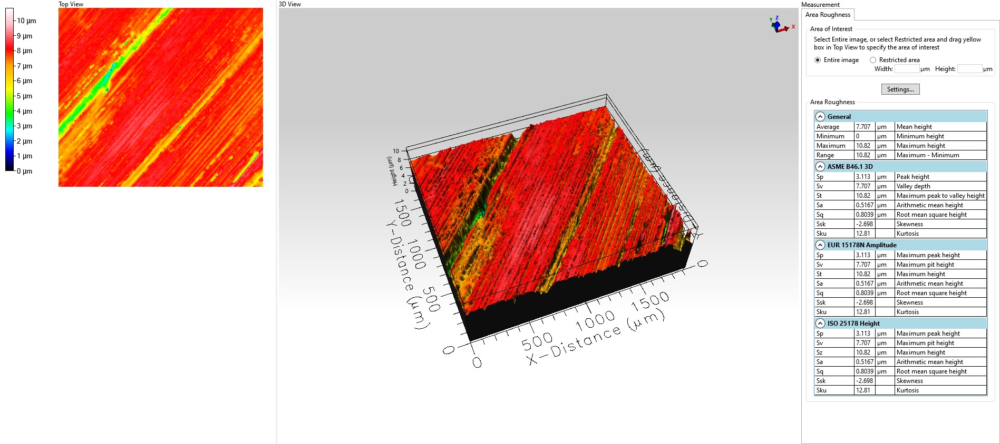 Top View
10 µm
9 µm
8 µm
7 µm
6 µm
5 µm
4 µm
3 µm
2 µm
1 µm
0 µm
3D View
Y
Z
X
10
8
6
4
2
0
Height (µm)
1500
1000
500
0
Y-Distance (µm)
0
500
1000
1500
0
X-Distance (µm)
Measurement
Area Roughness
Area of Interest
Select Entire image, or select Restricted area and drag yellow
box in Top View to specify the area of interest
Entire image Restricted area
Width: µm Height: µm
Settings...
Area Roughness
General
Average 7.707 µm Mean height
Minimum 0 µm Minimum height
Maximum 10.82 µm Maximum height
Range 10.82 µm Maximum - Minimum
ASME B46.1 3D
Sp 3.113 µm Peak height
Sv 7.707 µm Valley depth
St 10.82 µm Maximum peak to valley height
Sa 0.5167 µm Arithmetic mean height
Sq 0.8039 µm Root mean square height
Ssk -2.698 Skewness
Sku 12.81 Kurtosis
EUR 15178N Amplitude
Sp 3.113 µm Maximum peak height
Sv 7.707 µm Maximum pit height
St 10.82 µm Maximum height
Sa 0.5167 µm Arithmetic mean height
Sq 0.8039 µm Root mean square height
Ssk -2.698 Skewness
Sku 12.81 Kurtosis
ISO 25178 Height
Sp 3.113 µm Maximum peak height
Sv 7.707 µm Maximum pit height
Sz 10.82 µm Maximum height
Sa 0.5167 µm Arithmetic mean height
Sq 0.8039 µm Root mean square height
Ssk -2.698 Skewness
Sku 12.81 Kurtosis